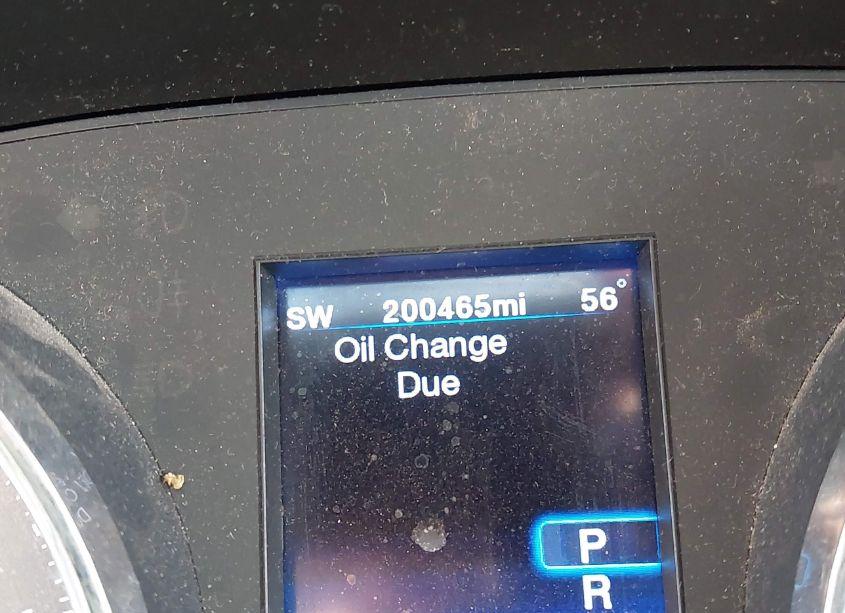 SW 200465mi 56°
Oil Change
Due
P
R